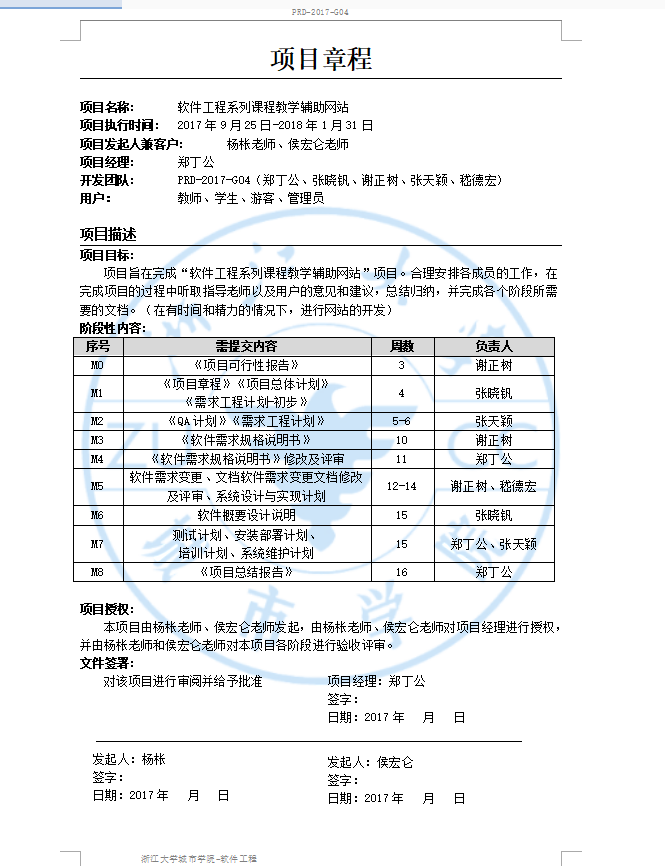 PRD-2017-G04
项目章程
项目名称： 软件工程系列课程教学辅助网站
项目执行时间： 2017 年 9 月 25 日-2018 年 1 月 31 日
项目发起人兼客户： 杨枨老师、侯宏仑老师
项目经理： 郑丁公
开发团队： PRD-2017-G04（郑丁公、张晓钒、谢正树、张天颖、嵇德宏）
用户： 教师、学生、游客、管理员
项目描述
项目目标：
项目旨在完成“软件工程系列课程教学辅助网站”项目。合理安排各成员的工作，在
完成项目的过程中听取指导老师以及用户的意见和建议，总结归纳，并完成各个阶段所需
要的文档。（在有时间和精力的情况下，进行网站的开发）
阶段性内容：
序号 需提交内容 周数 负责人
M0 《项目可行性报告》 3 谢正树
M1 《项目章程》《项目总体计划》
《需求工程计划-初步》 4 张晓钒
M2 《QA 计划》《需求工程计划》 5-6 张天颖
M3 《软件需求规格说明书》 10 谢正树
M4 《软件需求规格说明书》修改及评审 11 郑丁公
M5 软件需求变更、文档软件需求变更文档修改
及评审、系统设计与实现计划 12-14 谢正树、嵇德宏
M6 软件概要设计说明 15 张晓钒
M7 测试计划、安装部署计划、
培训计划、系统维护计划 15 郑丁公、张天颖
M8 《项目总结报告》 16 郑丁公
项目授权：
本项目由杨枨老师、侯宏仑老师发起，由杨枨老师、侯宏仑老师对项目经理进行授权，
并由杨枨老师和侯宏仑老师对本项目各阶段进行验收评审。
文件签署：
对该项目进行审阅并给予批准 项目经理：郑丁公
签字：
日期：2017 年 月 日
发起人：杨枨 发起人：侯宏仑
签字： 签字：
日期：2017 年 月 日 日期：2017 年 月 日
浙江大学城市学院-软件工程